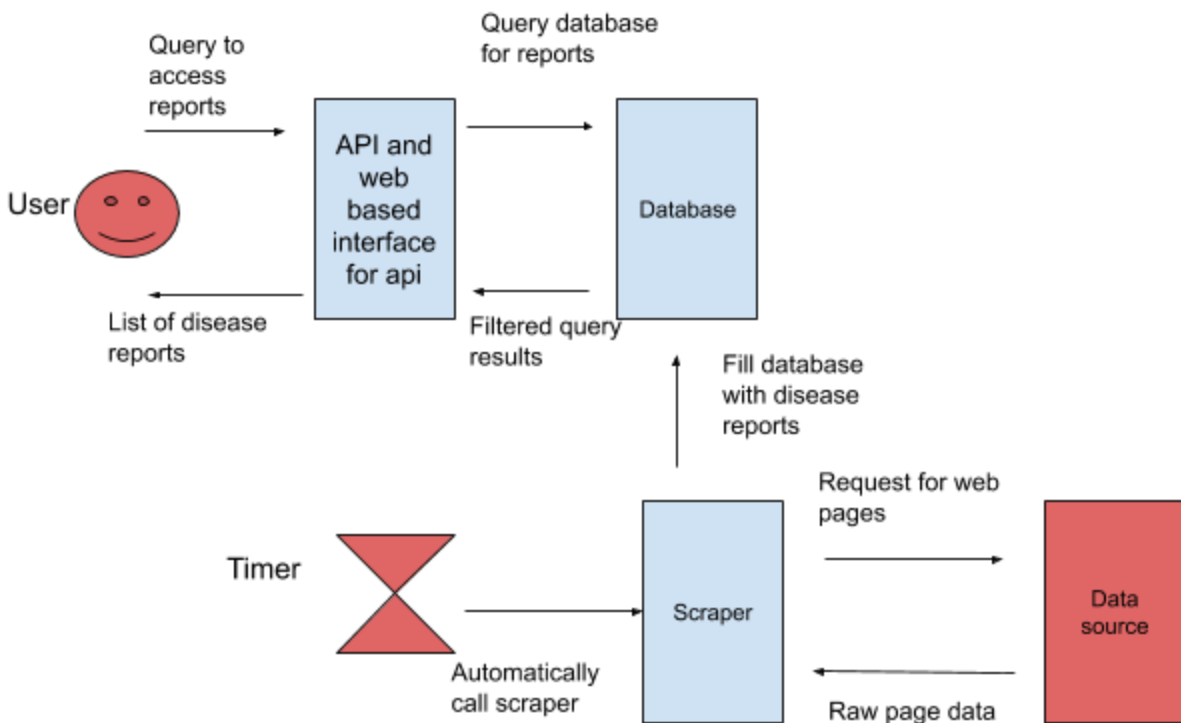 Query to
access
reports
Query database
for reports
User
API and
web
based
interface
for api
Database
List of disease
reports
Filtered query
results
Fill database
with disease
reports
Request for web
pages
Timer
Scraper
Data
source
Automatically
call scraper
Raw page data